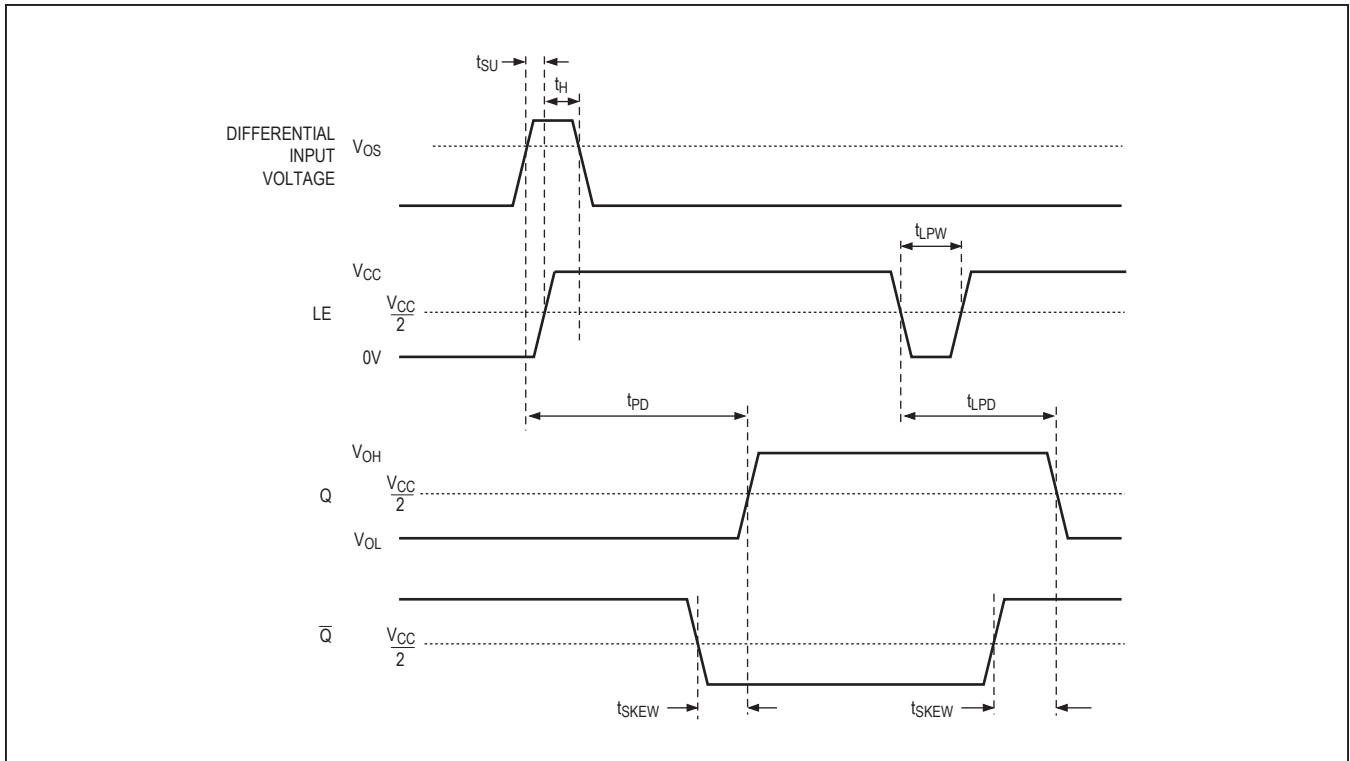 tSU
tH
DIFFERENTIAL
INPUT
VOLTAGE
VOS
tLPW
VCC
LE
VCC
2
0V
tPD
tLPD
VOH
Q
VCC
2
VOL
Q̅
VCC
2
tSKEW
tSKEW